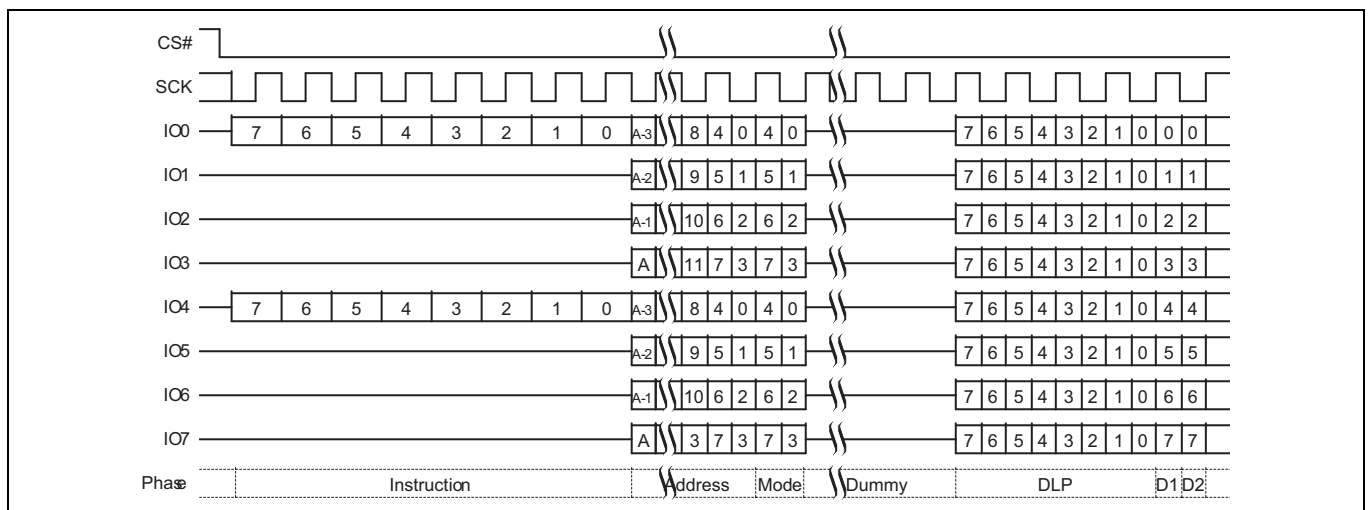 CS#
SCK
IO0 7 6 5 4 3 2 1 0 A-3 8 4 0 4 0 7 6 5 4 3 2 1 0 0 0
IO1 A-2 9 5 1 5 1 7 6 5 4 3 2 1 0 1 1
IO2 A-1 10 6 2 6 2 7 6 5 4 3 2 1 0 2 2
IO3 A 11 7 3 7 3 7 6 5 4 3 2 1 0 3 3
IO4 7 6 5 4 3 2 1 0 A-3 8 4 0 4 0 7 6 5 4 3 2 1 0 4 4
IO5 A-2 9 5 1 5 1 7 6 5 4 3 2 1 0 5 5
IO6 A-1 10 6 2 6 2 7 6 5 4 3 2 1 0 6 6
IO7 A 3 7 3 7 3 7 6 5 4 3 2 1 0 7 7
Phase Instruction Address Mode Dummy DLP D1 D2